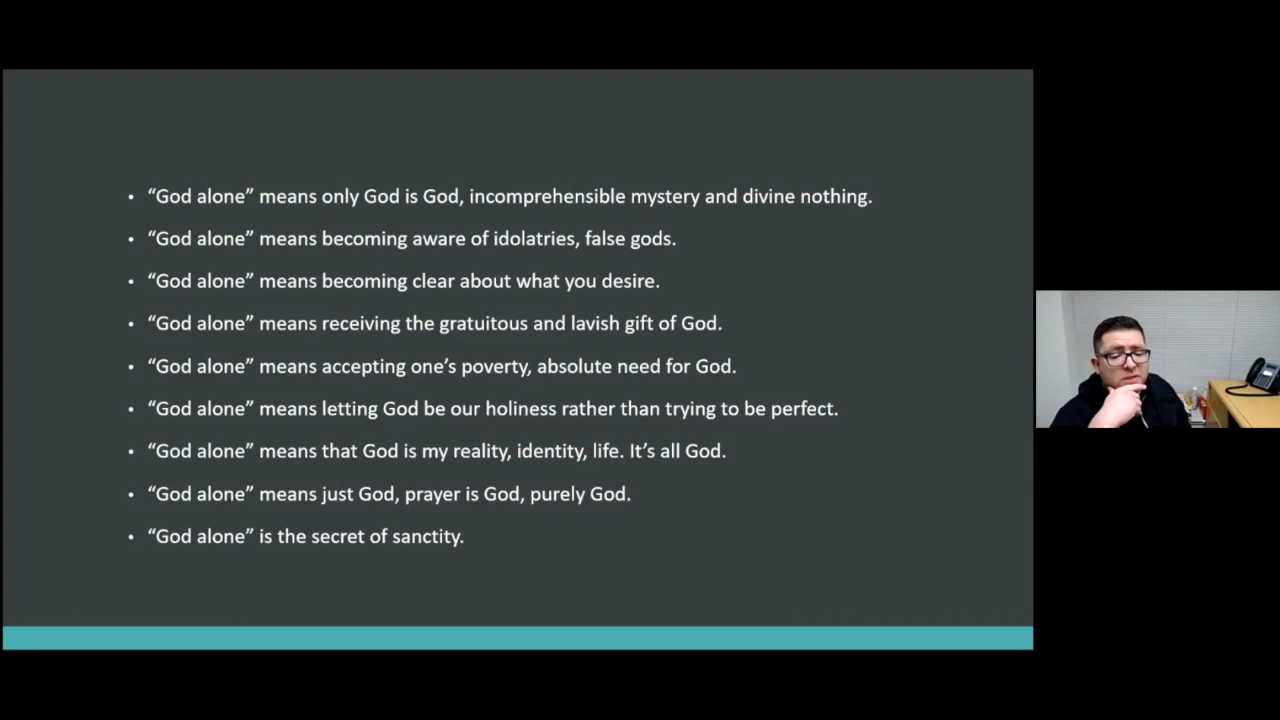 • “God alone” means only God is God, incomprehensible mystery and divine nothing.
• “God alone” means becoming aware of idolatries, false gods.
• “God alone” means becoming clear about what you desire.
• “God alone” means receiving the gratuitous and lavish gift of God.
• “God alone” means accepting one’s poverty, absolute need for God.
• “God alone” means letting God be our holiness rather than trying to be perfect.
• “God alone” means that God is my reality, identity, life. It’s all God.
• “God alone” means just God, prayer is God, purely God.
• “God alone” is the secret of sanctity.